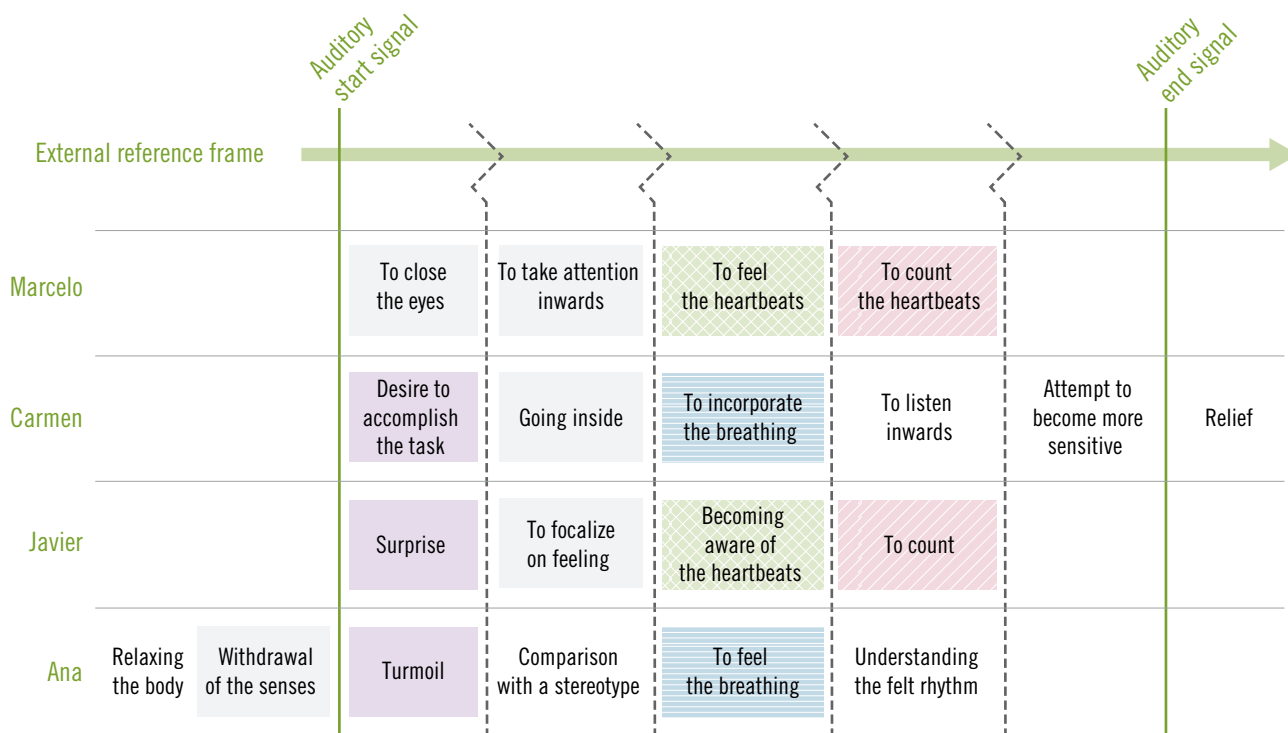 Auditory
start signal
Auditory
end signal
External reference frame
Marcelo
To close
the eyes
To take attention
inwards
To feel
the heartbeats
To count
the heartbeats
Carmen
Desire to
accomplish
the task
Going inside
To incorporate
the breathing
To listen
inwards
Attempt to
become more
sensitive
Relief
Javier
Surprise
To focalize
on feeling
Becoming
aware of
the heartbeats
To count
Ana
Relaxing
the body
Withdrawal
of the senses
Turmoil
Comparison
with a stereotype
To feel
the breathing
Understanding
the felt rhythm